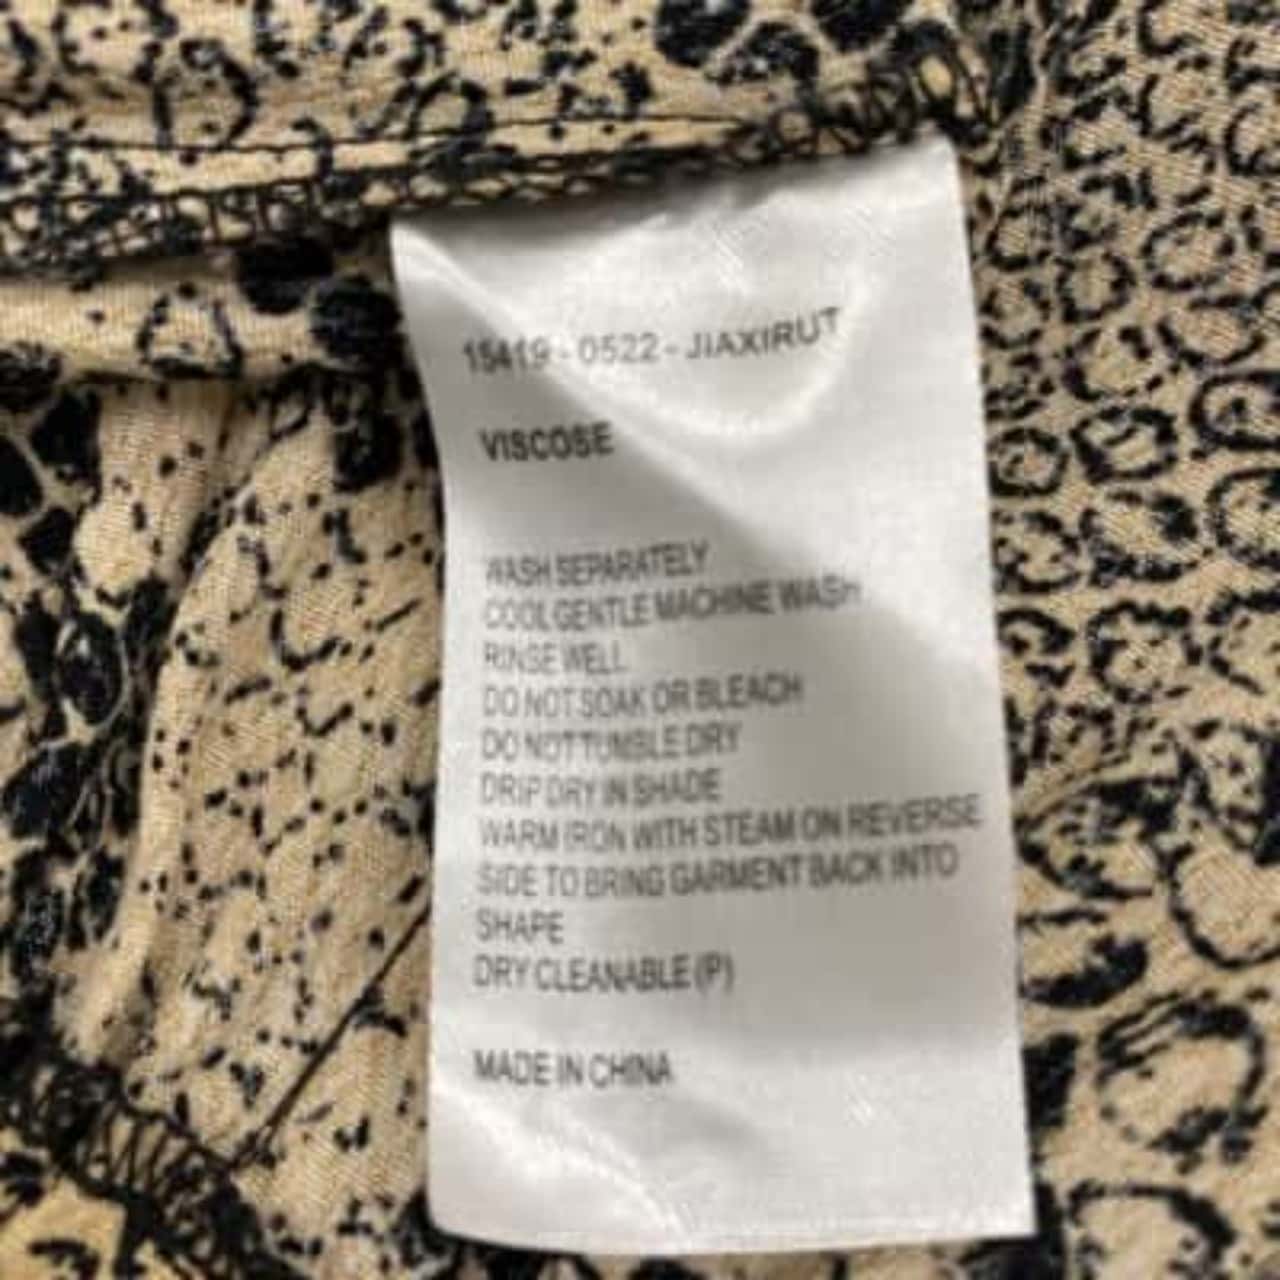 15419 - 0522 - JIAXIRUT
VISCOSE
WASH SEPARATELY
COOL GENTLE MACHINE WASH
RINSE WELL
DO NOT SOAK OR BLEACH
DO NOT TUMBLE DRY
DRIP DRY IN SHADE
WARM IRON WITH STEAM ON REVERSE
SIDE TO BRING GARMENT BACK INTO
SHAPE
DRY CLEANABLE (P)
MADE IN CHINA